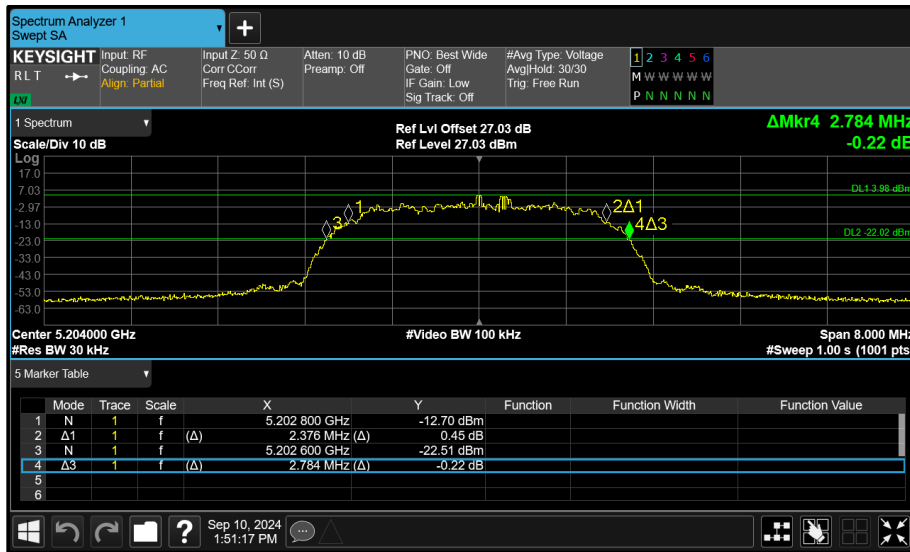 Spectrum Analyzer 1
Swept SA
+
KEYSIGHT
R L T
LXI
Input: RF
Coupling: AC
Align: Partial
Input Z: 50 Ω
Corr CCorr
Freq Ref: Int (S)
Atten: 10 dB
Preamp: Off
PNO: Best Wide
Gate: Off
IF Gain: Low
Sig Track: Off
#Avg Type: Voltage
Avg|Hold: 30/30
Trig: Free Run
1 2 3 4 5 6
M W W W W W
P N N N N N
1 Spectrum
Scale/Div 10 dB
Ref Lvl Offset 27.03 dB
Ref Level 27.03 dBm
ΔMkr4 2.784 MHz
-0.22 dB
Log
17.0
7.03
-2.97
-13.0
-23.0
-33.0
-43.0
-53.0
-63.0
DL1 3.98 dBm
1
2Δ1
3
4Δ3
DL2 -22.02 dBm
Center 5.204000 GHz
#Video BW 100 kHz
Span 8.000 MHz
#Res BW 30 kHz
#Sweep 1.00 s (1001 pts
5 Marker Table
Mode Trace Scale X Y Function Function Width Function Value
1 N 1 f 5.202 800 GHz -12.70 dBm
2 Δ1 1 f (Δ) 2.376 MHz (Δ) 0.45 dB
3 N 1 f 5.202 600 GHz -22.51 dBm
4 Δ3 1 f (Δ) 2.784 MHz (Δ) -0.22 dB
5
6
?
Sep 10, 2024
1:51:17 PM